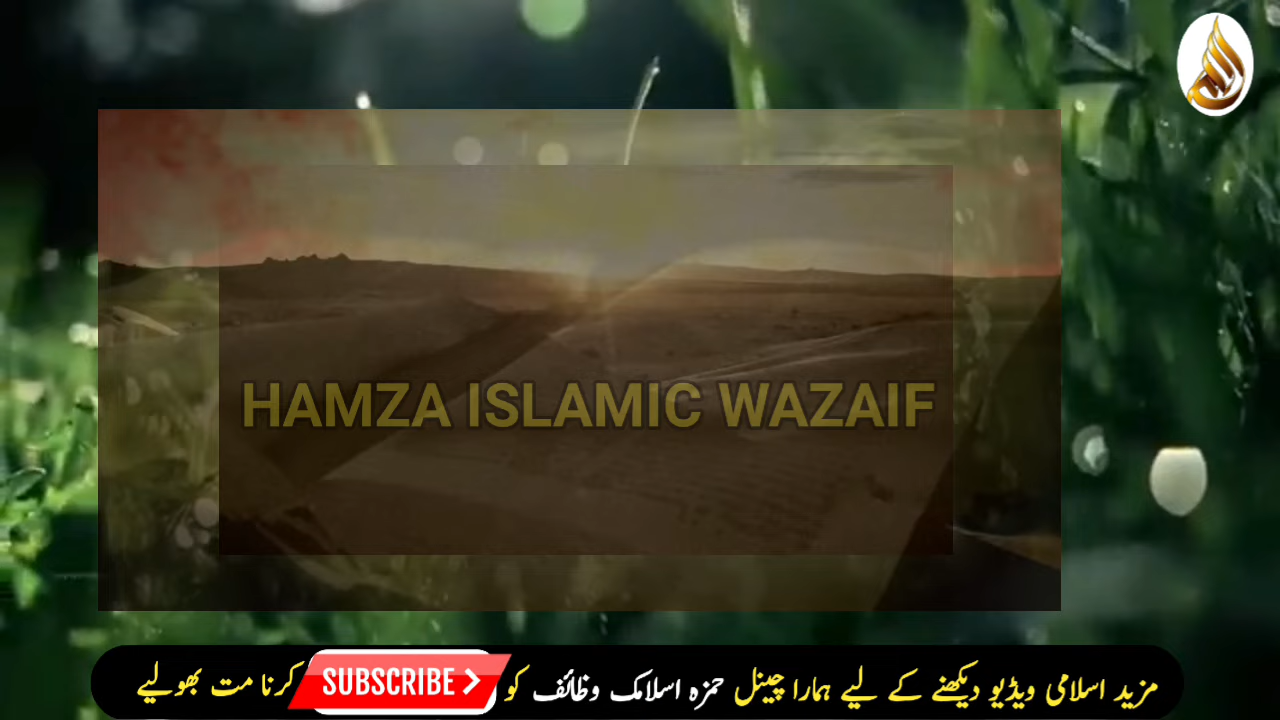 HAMZA ISLAMIC WAZAIF
مزید اسلامی ویڈیو دیکھنے کے لیے ہمارا چینل حمزہ اسلامک وظائف کو SUBSCRIBE کرنا مت بھولیے